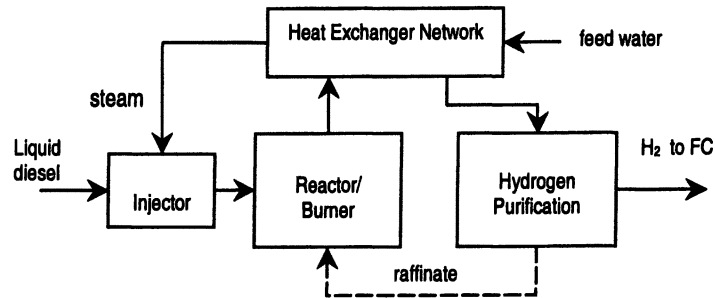 Heat Exchanger Network
feed water
steam
Liquid
diesel
Injector
Reactor/
Burner
Hydrogen
Purification
H₂ to FC
raffinate